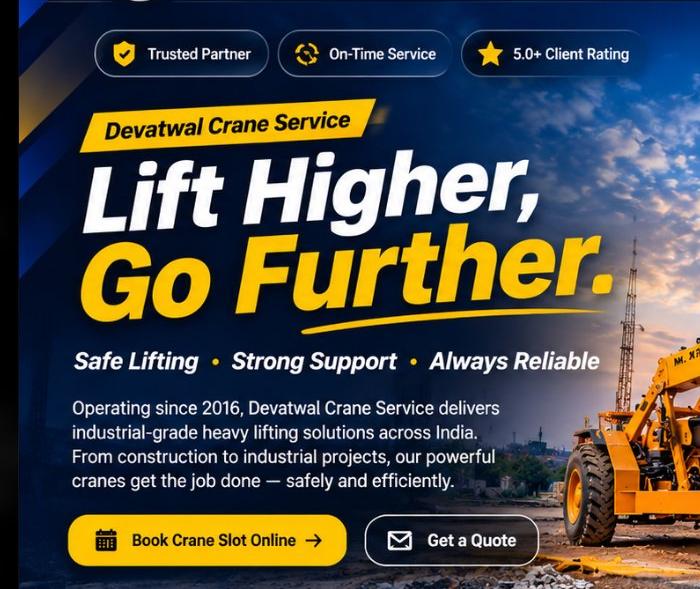 Trusted Partner
On-Time Service
5.0+ Client Rating
Devatwal Crane Service
Lift Higher,
Go Further.
Safe Lifting • Strong Support • Always Reliable
Operating since 2016, Devatwal Crane Service delivers
industrial-grade heavy lifting solutions across India.
From construction to industrial projects, our powerful
cranes get the job done — safely and efficiently.
Book Crane Slot Online →
Get a Quote